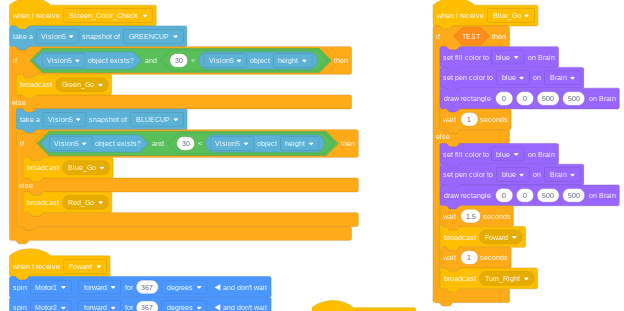 when I receive Screen_Color_Check
take a Vision5 snapshot of GREENCUP
if Vision5 object exists? and 30 < Vision5 object height then
broadcast Green_Go
else
take a Vision5 snapshot of BLUECUP
if Vision5 object exists? and 30 < Vision5 object height then
broadcast Blue_Go
else
broadcast Red_Go
when I receive Foward
spin Motor1 forward for 367 degrees and don't wait
spin Motor2 forward for 367 degrees and don't wait
when I receive Blue_Go
if TEST then
set fill color to blue on Brain
set pen color to blue on Brain
draw rectangle 0 0 500 500 on Brain
wait 1 seconds
else
set fill color to blue on Brain
set pen color to blue on Brain
draw rectangle 0 0 500 500 on Brain
wait 1.5 seconds
broadcast Foward
wait 1 seconds
broadcast Turn_Right